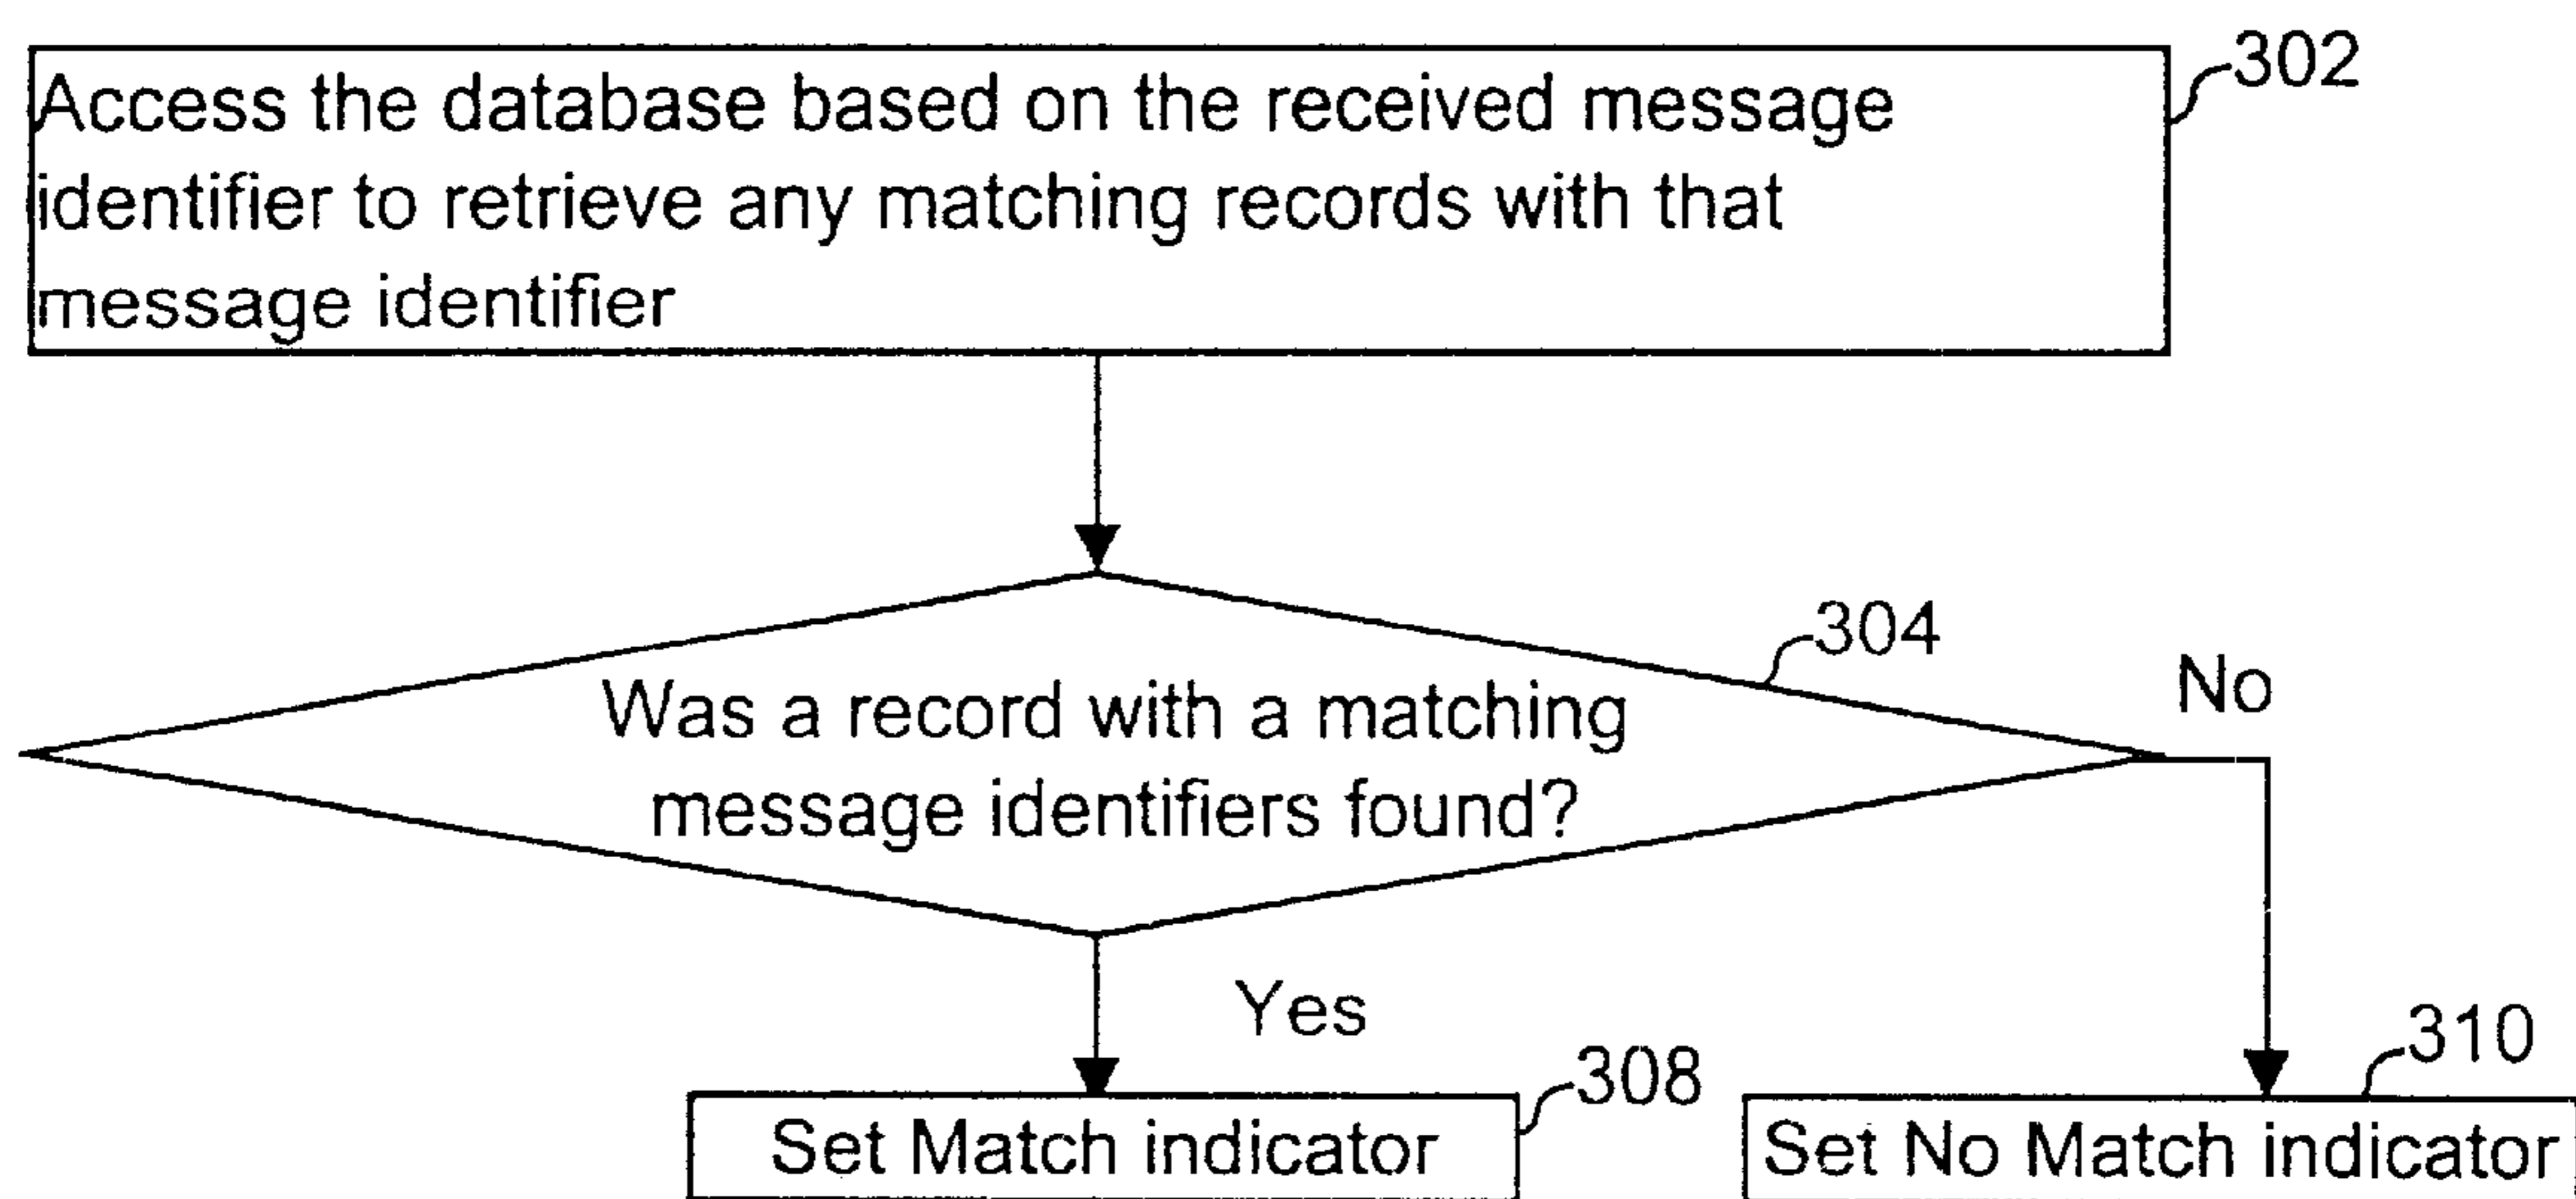 302
Access the database based on the received message
identifier to retrieve any matching records with that
message identifier
304
No
Was a record with a matching
message identifiers found?
Yes
308
310
Set Match indicator
Set No Match indicator